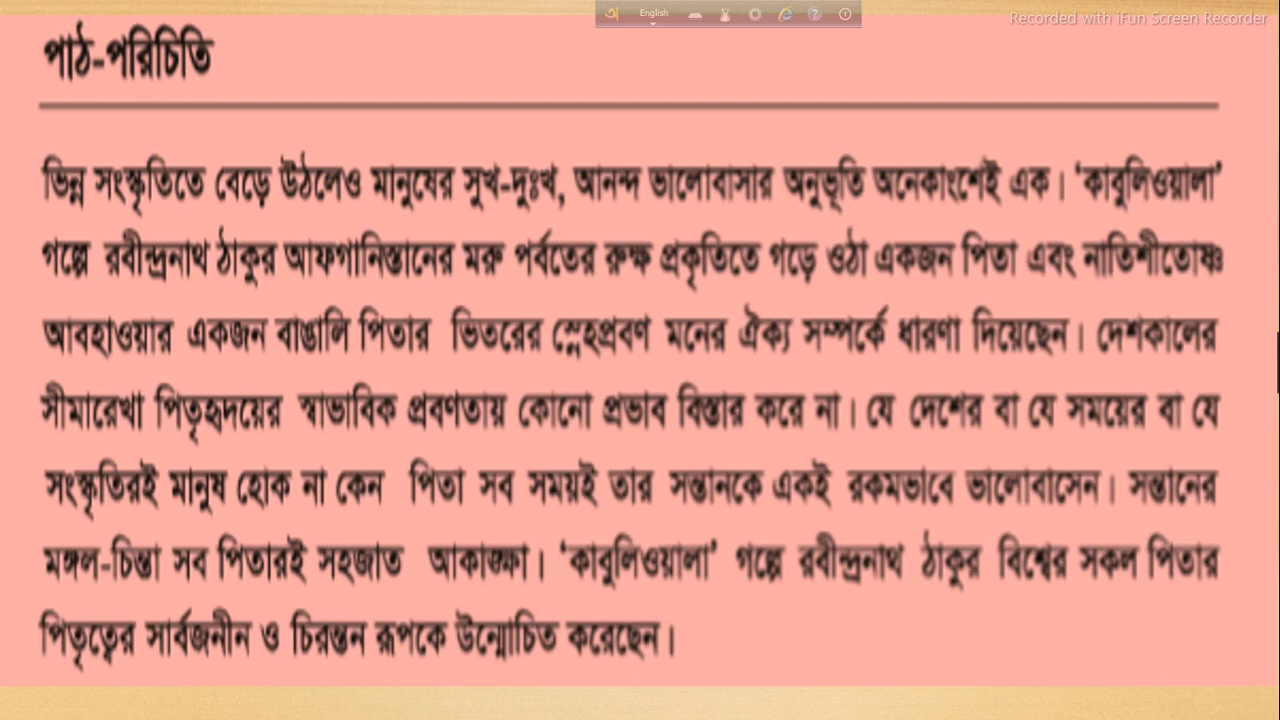 English
Recorded with iFun Screen Recorder
পাঠ-পরিচিতি
ভিন্ন সংস্কৃতিতে বেড়ে উঠলেও মানুষের সুখ-দুঃখ, আনন্দ ভালোবাসার অনুভূতি অনেকাংশেই এক। ‘কাবুলিওয়ালা’
গল্পে রবীন্দ্রনাথ ঠাকুর আফগানিস্তানের মরু পর্বতের রুক্ষ প্রকৃতিতে গড়ে ওঠা একজন পিতা এবং নাতিশীতোষ্ণ
আবহাওয়ার একজন বাঙালি পিতার ভিতরের স্নেহপ্রবণ মনের ঐক্য সম্পর্কে ধারণা দিয়েছেন। দেশকালের
সীমারেখা পিতৃহৃদয়ের স্বাভাবিক প্রবণতায় কোনো প্রভাব বিস্তার করে না। যে দেশের বা যে সময়ের বা যে
সংস্কৃতিরই মানুষ হোক না কেন পিতা সব সময়ই তার সন্তানকে একই রকমভাবে ভালোবাসেন। সন্তানের
মঙ্গল-চিন্তা সব পিতারই সহজাত আকাঙ্ক্ষা। ‘কাবুলিওয়ালা’ গল্পে রবীন্দ্রনাথ ঠাকুর বিশ্বের সকল পিতার
পিতৃত্বের সার্বজনীন ও চিরন্তন রূপকে উন্মোচিত করেছেন।